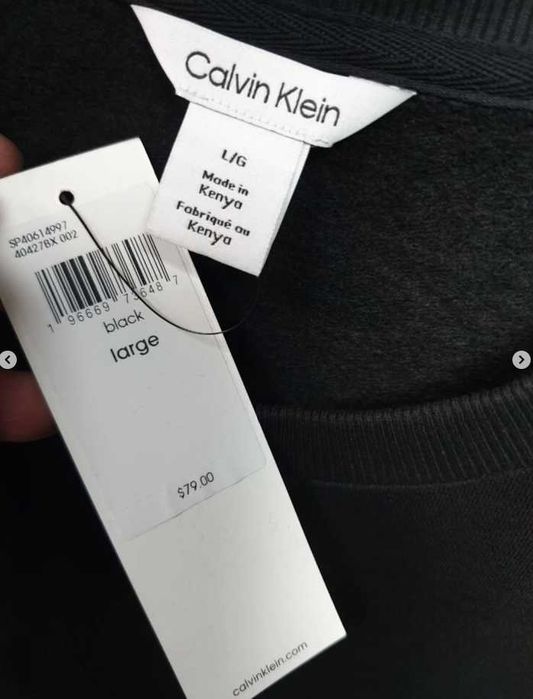 Calvin Klein
L/G
Made in
Kenya
Fabriqué au
Kenya
SP40614997
40427BX 002
1 96669 73648 7
black
large
$79.00
calvinklein.com